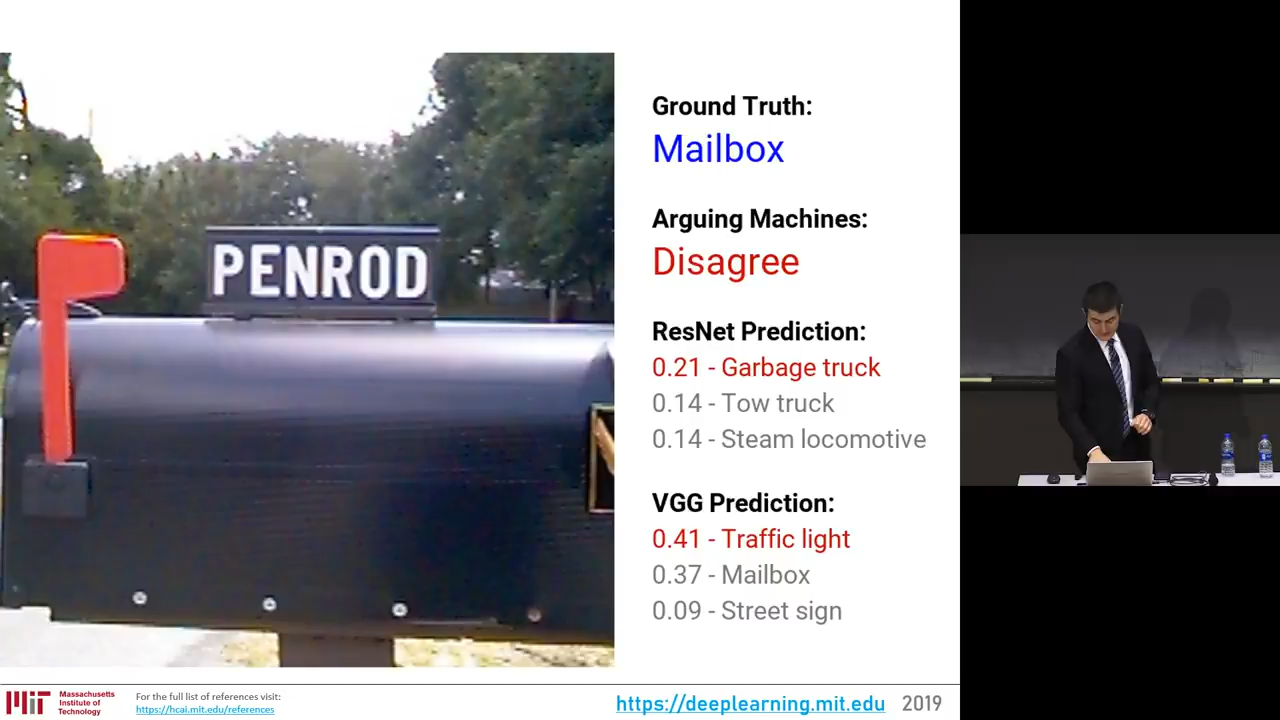 PENROD
Ground Truth:
Mailbox
Arguing Machines:
Disagree
ResNet Prediction:
0.21 - Garbage truck
0.14 - Tow truck
0.14 - Steam locomotive
VGG Prediction:
0.41 - Traffic light
0.37 - Mailbox
0.09 - Street sign
MIT
Massachusetts
Institute of
Technology
For the full list of references visit:
https://hcai.mit.edu/references
https://deeplearning.mit.edu 2019